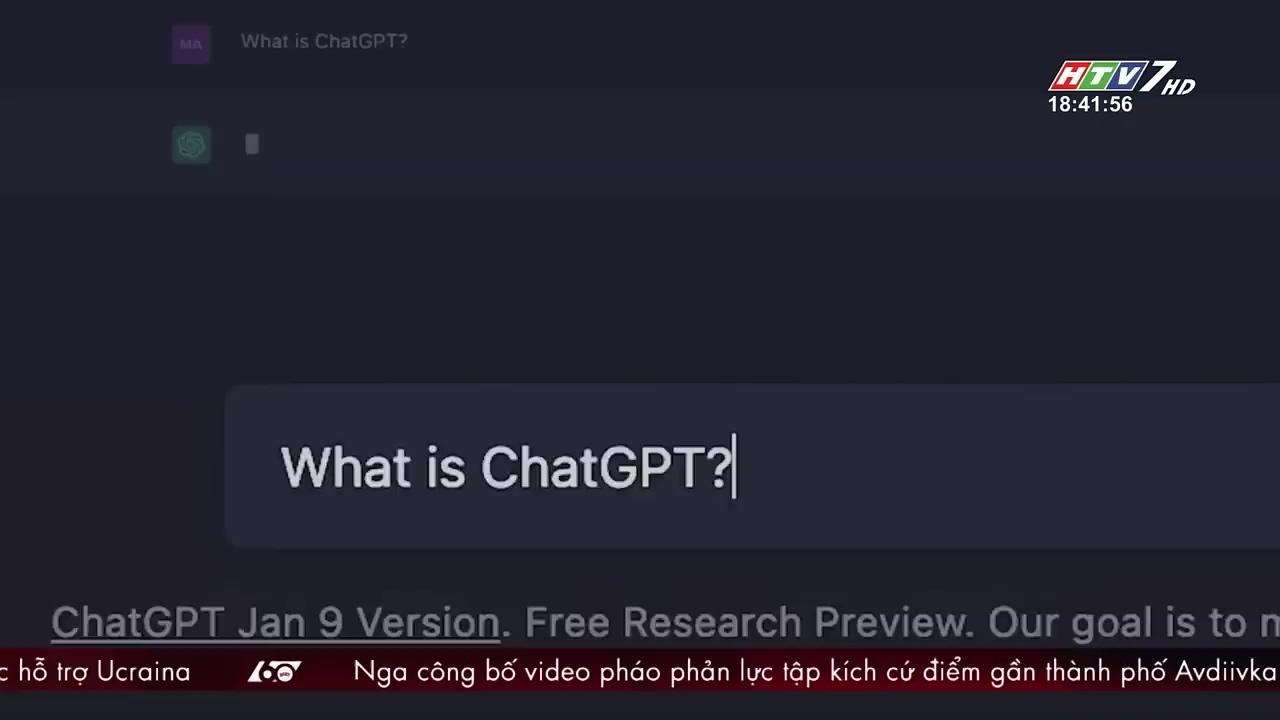 MA
What is ChatGPT?
HTV7 HD
18:41:56
What is ChatGPT?
ChatGPT Jan 9 Version. Free Research Preview. Our goal is to
c hỗ trợ Ucraina 60 giây Nga công bố video pháo phản lực tập kích cứ điểm gần thành phố Avdiivka